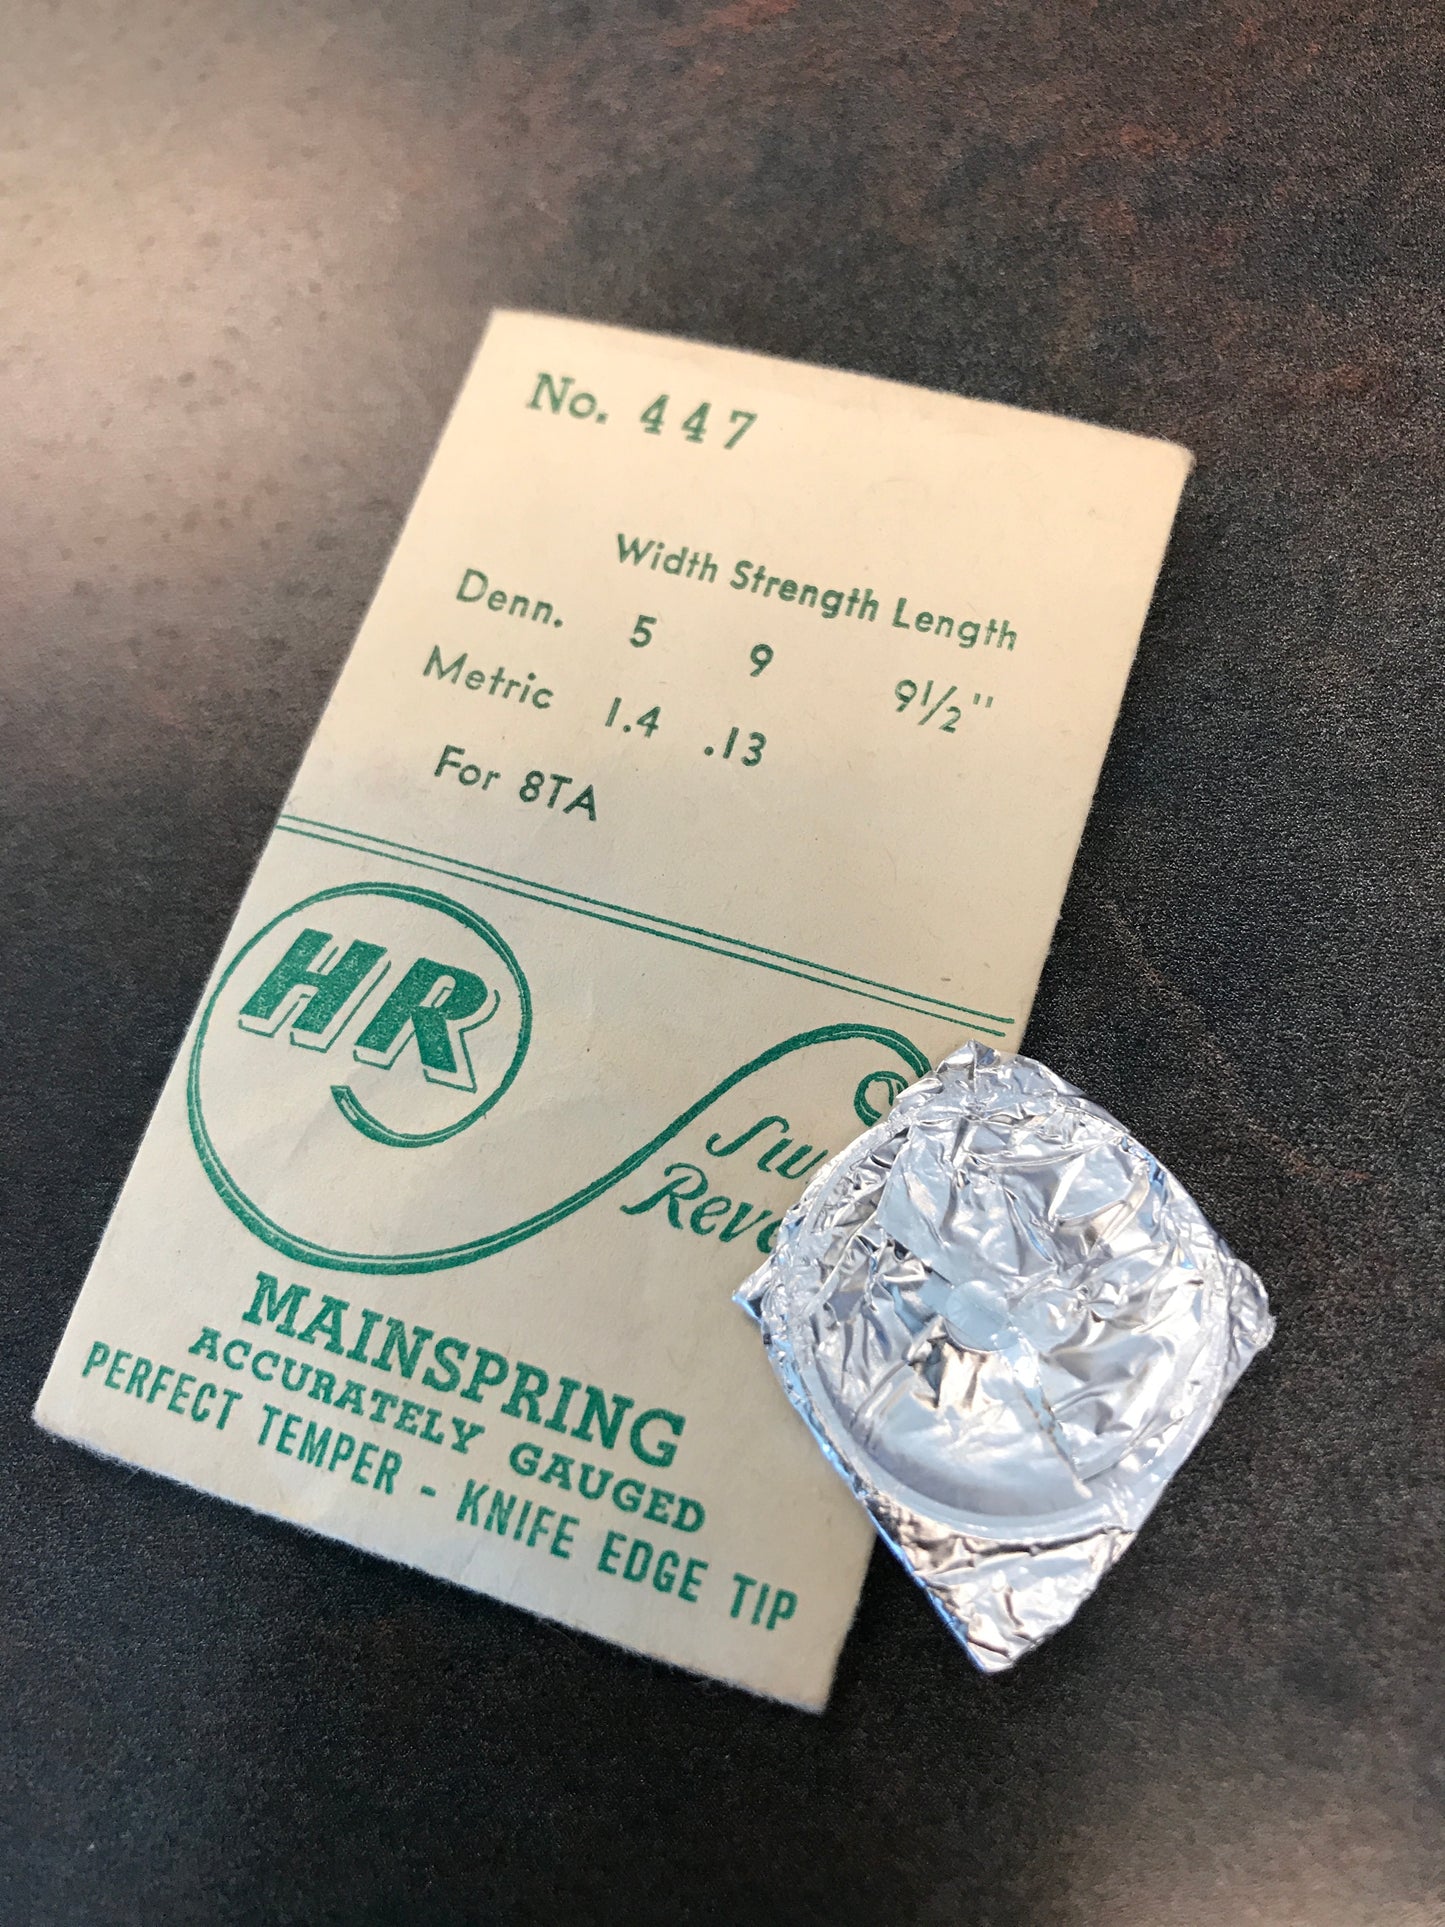 No. 447
Width Strength Length
Denn. 5 9 9½"
Metric 1.4 .13
For 8TA
HR
MAINSPRING
ACCURATELY GAUGED
PERFECT TEMPER - KNIFE EDGE TIP